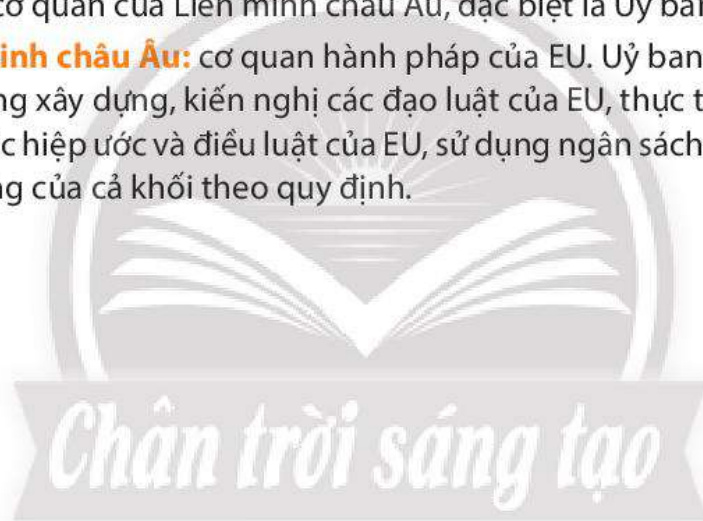 cơ quan của Liên minh châu Âu, đặc biệt là Uỷ ban
inh châu Âu: cơ quan hành pháp của EU. Uỷ ban
ng xây dựng, kiến nghị các đạo luật của EU, thực t
c hiệp ước và điều luật của EU, sử dụng ngân sách
ng của cả khối theo quy định.
Chân trời sáng tạo